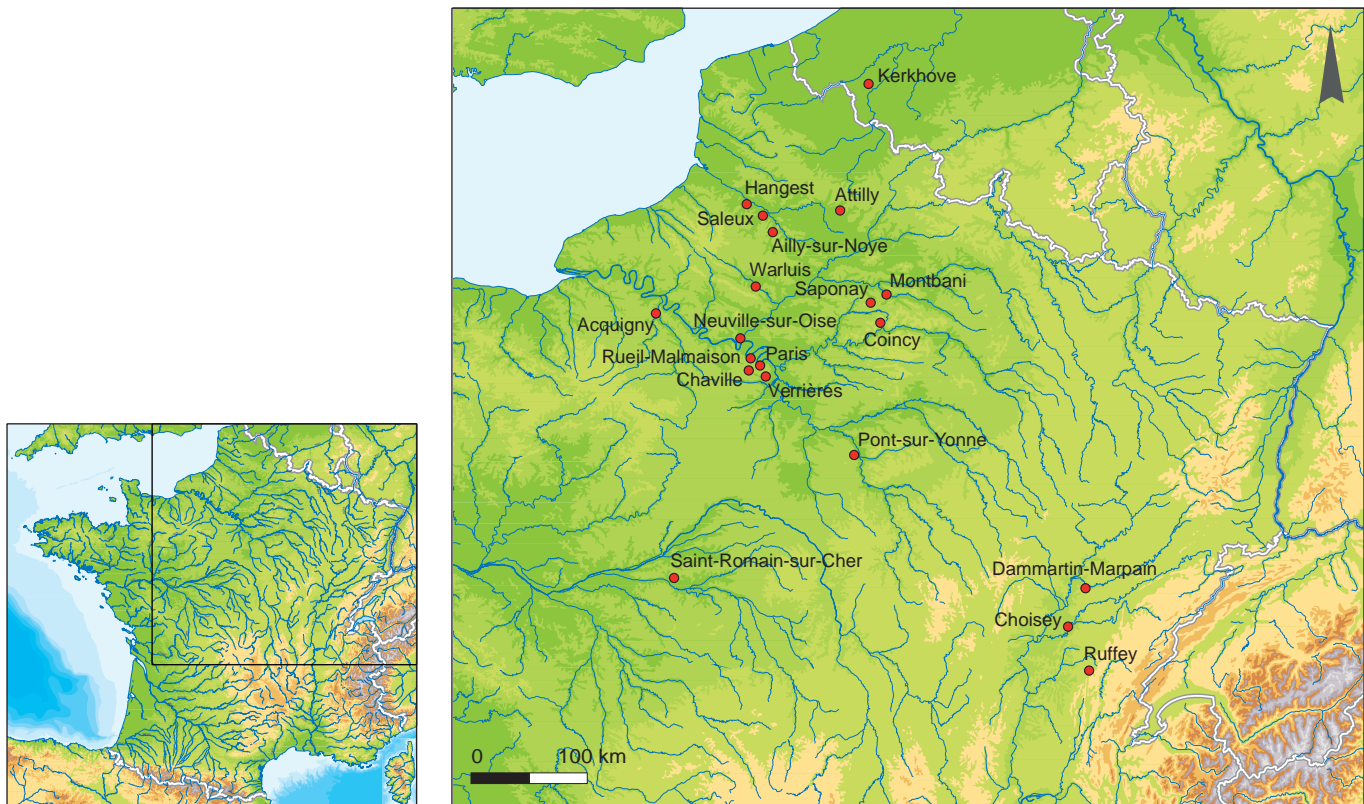 Kerkhove
Hangest
Attilly
Saleux
Ailly-sur-Noye
Warluis
Montbani
Saponay
Acquigny
Neuville-sur-Oise
Coincy
Rueil-Malmaison
Paris
Chaville
Verrières
Pont-sur-Yonne
Saint-Romain-sur-Cher
Dammartin-Marpain
Choisey
Ruffey
0 100 km